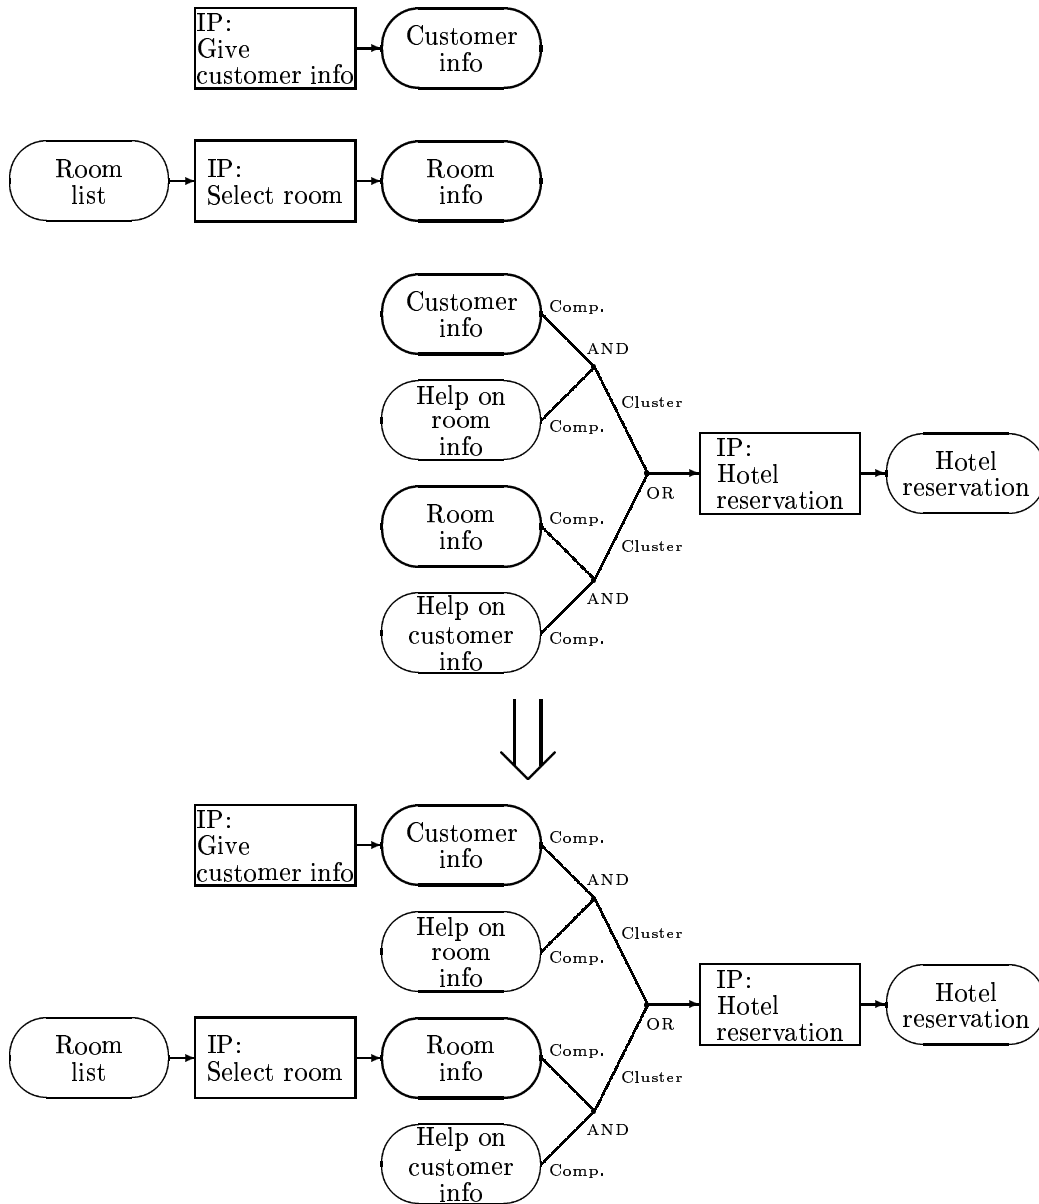 IP:
Give
customer info
Customer
info
Room
list
IP:
Select room
Room
info
Customer
info
Comp.
AND
Help on
room
info
Comp.
Cluster
Room
info
Comp.
Cluster
OR
AND
Help on
customer
info
Comp.
IP:
Hotel
reservation
Hotel
reservation
IP:
Give
customer info
Customer
info
Comp.
AND
Help on
room
info
Comp.
Cluster
Room
list
IP:
Select room
Room
info
Comp.
Cluster
OR
AND
Help on
customer
info
Comp.
IP:
Hotel
reservation
Hotel
reservation